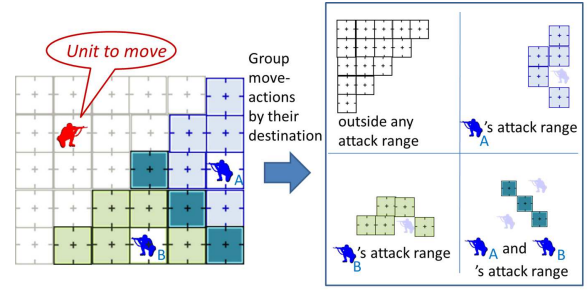 Unit to move
Group
move-
actions
by their
destination
A
B
outside any
attack range
A 's attack range
B 's attack range
A and B
's attack range